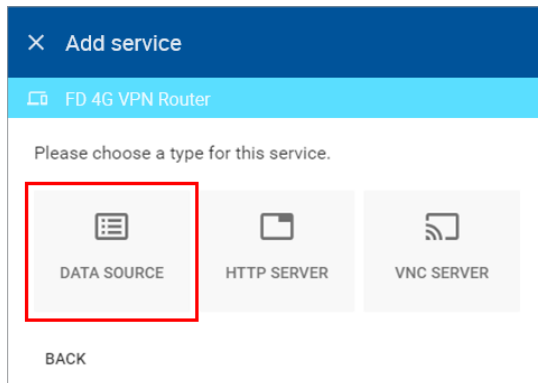 Add service
FD 4G VPN Router
Please choose a type for this service.
DATA SOURCE HTTP SERVER VNC SERVER
BACK